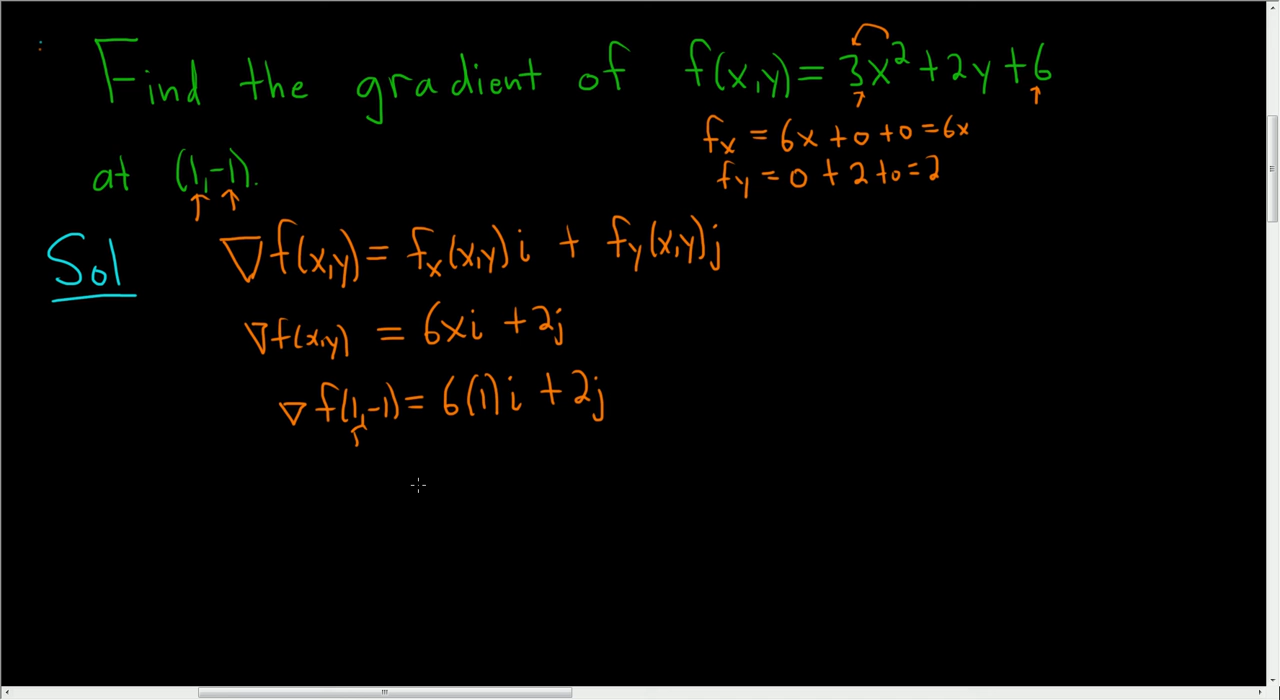 Find the gradient of f(x,y) = 3x² + 2y + 6
fx = 6x + 0 + 0 = 6x
fy = 0 + 2 + 0 = 2
at (1,-1).
Sol
∇f(x,y) = fx(x,y)i + fy(x,y)j
∇f(x,y) = 6xi + 2j
∇f(1,-1) = 6(1)i + 2j